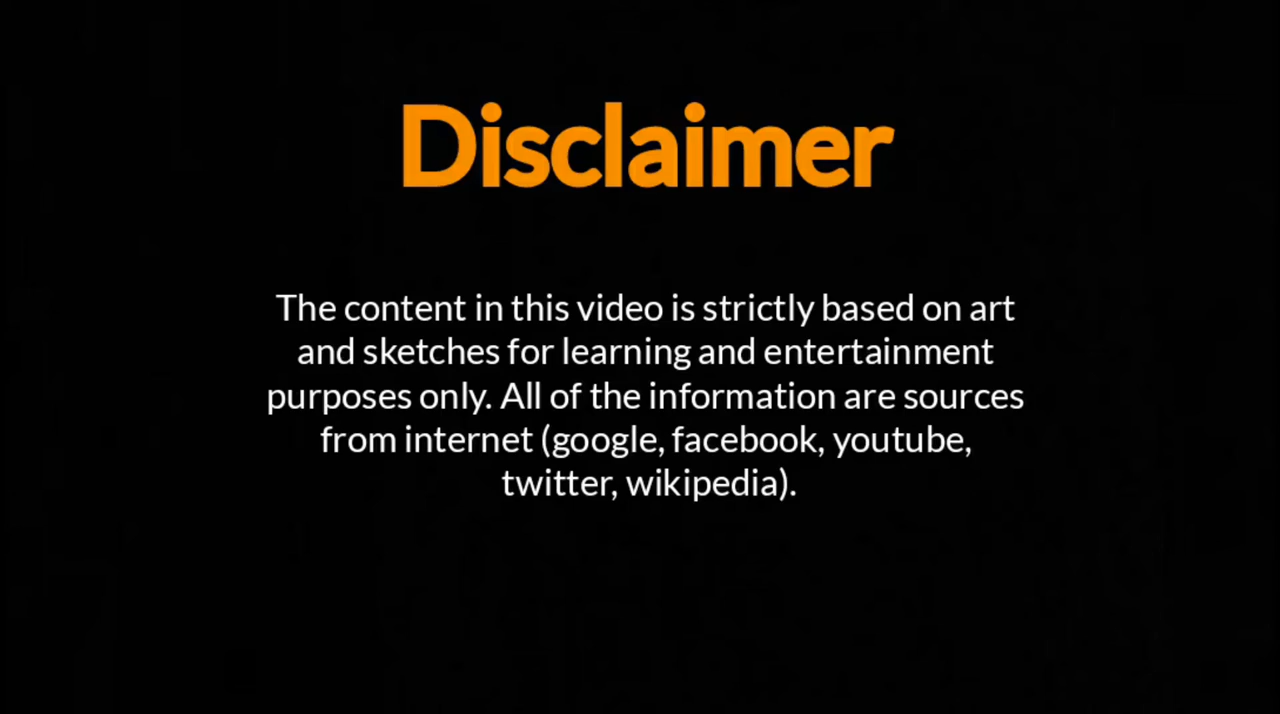 Disclaimer
The content in this video is strictly based on art
and sketches for learning and entertainment
purposes only. All of the information are sources
from internet (google, facebook, youtube,
twitter, wikipedia).